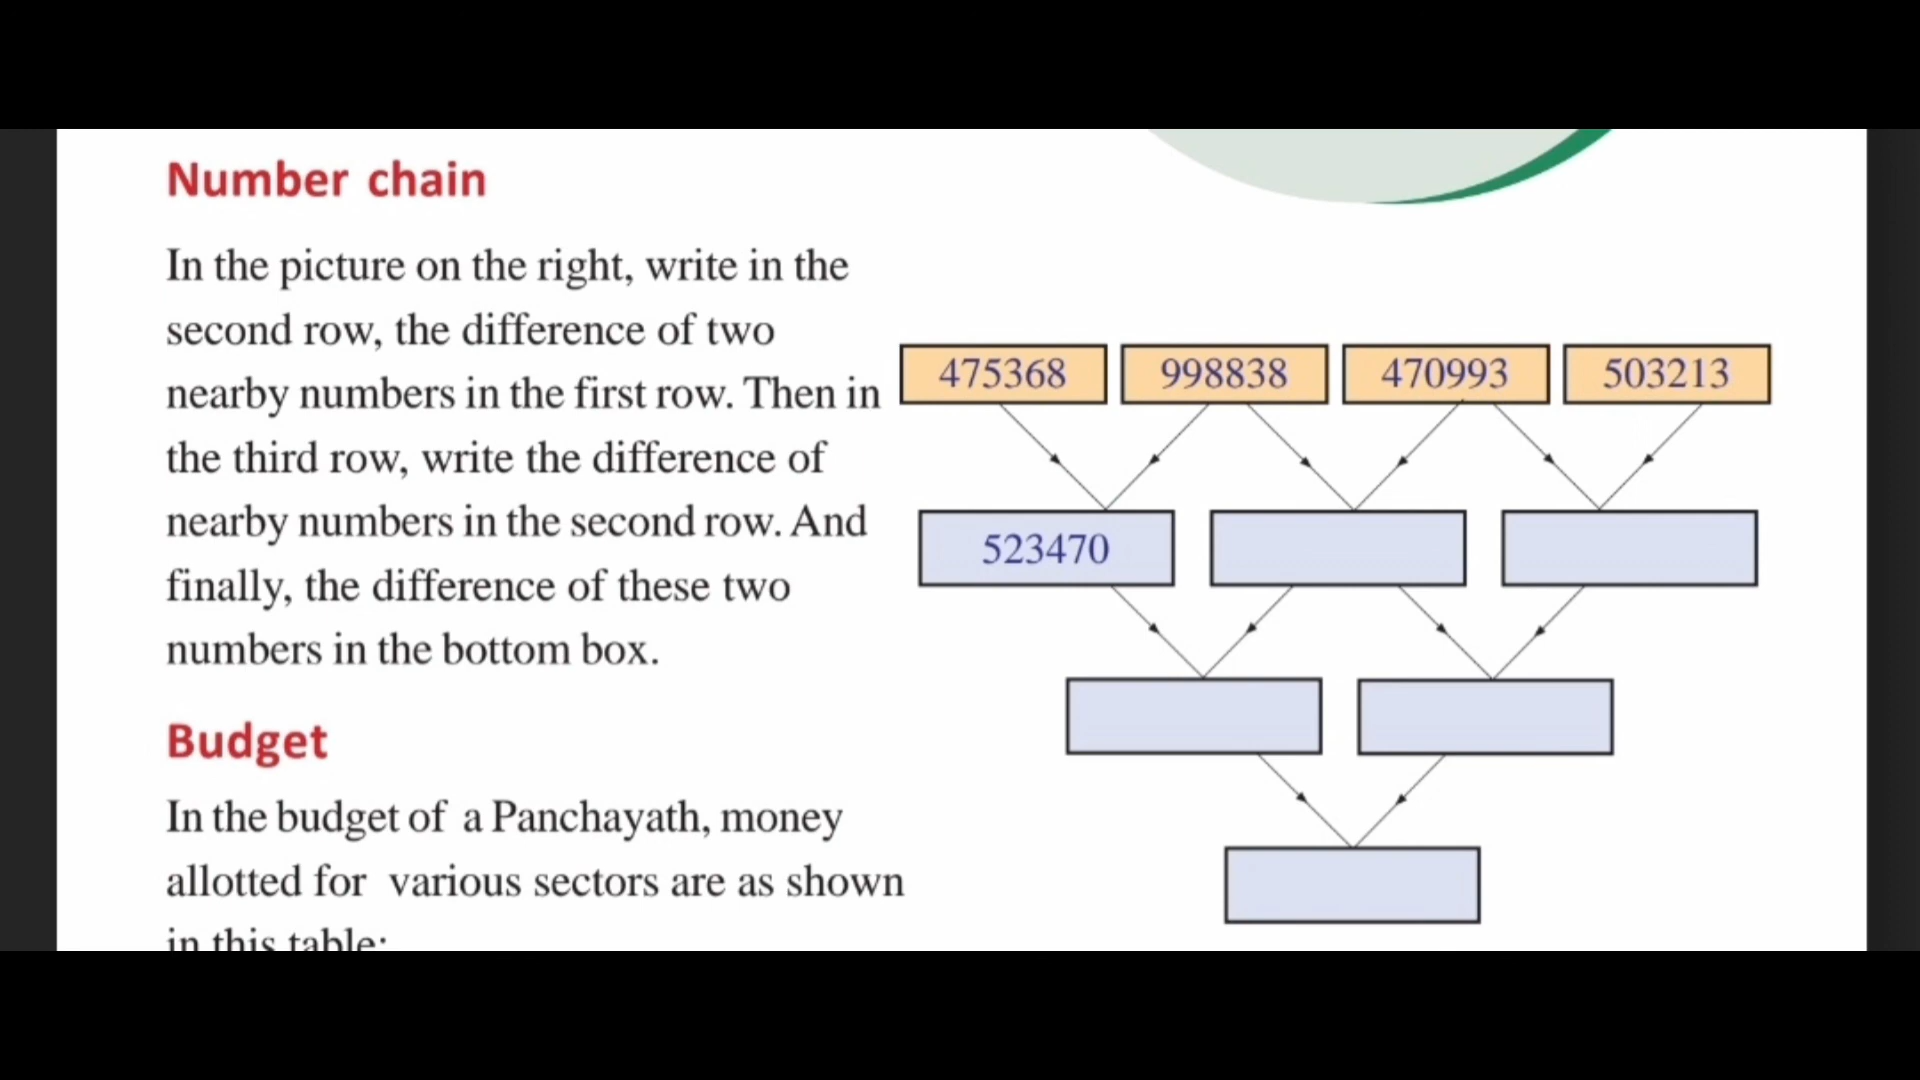 Number chain
In the picture on the right, write in the
second row, the difference of two
nearby numbers in the first row. Then in
the third row, write the difference of
nearby numbers in the second row. And
finally, the difference of these two
numbers in the bottom box.
475368 998838 470993 503213
523470
Budget
In the budget of a Panchayath, money
allotted for various sectors are as shown
in this table: